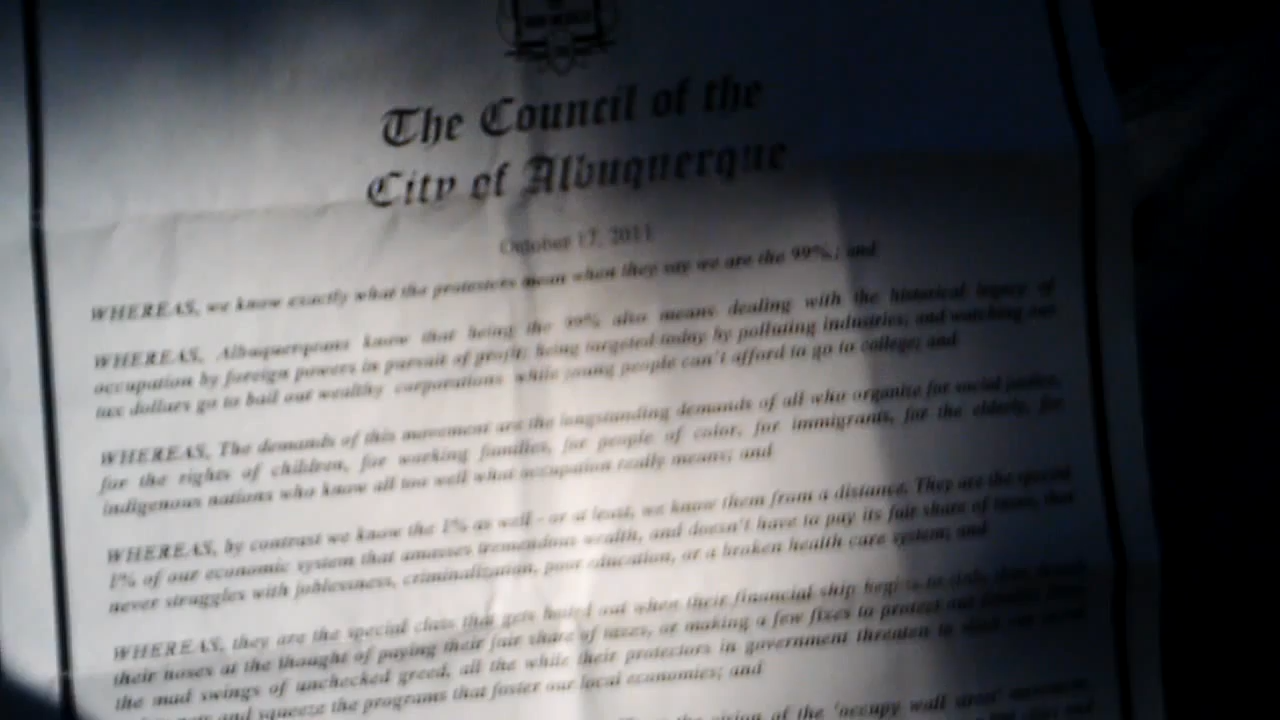 The Council of the
City of Albuquerque
October 17, 2011
WHEREAS, we know exactly what the protestors mean when they say we are the 99%; and
WHEREAS, Albuquerqueans know that being the 99% also means dealing with the historical legacy of
occupation by foreign powers in pursuit of profit; being targeted today by polluting industries; and watching our
tax dollars go to bail out wealthy corporations while young people can't afford to go to college; and
WHEREAS, The demands of this movement are the longstanding demands of all who organize for social justice,
for the rights of children, for working families, for people of color, for immigrants, for the elderly, for
indigenous nations who know all too well what occupation really means; and
WHEREAS, by contrast we know the 1% as well - or at least, we know them from a distance. They are the special
1% of our economic system that amasses tremendous wealth, and doesn't have to pay its fair share of taxes, that
never struggles with joblessness, criminalization, poor education, or a broken health care system; and
WHEREAS, they are the special class that gets bailed out when their financial ship begins to sink,
their noses at the thought of paying their fair share of taxes, or making a few fixes to protect our
the mad swings of unchecked greed, all the while their protectors in government threaten to
and squeeze the programs that foster our local economies; and
the vision of the 'occupy wall street' movement,